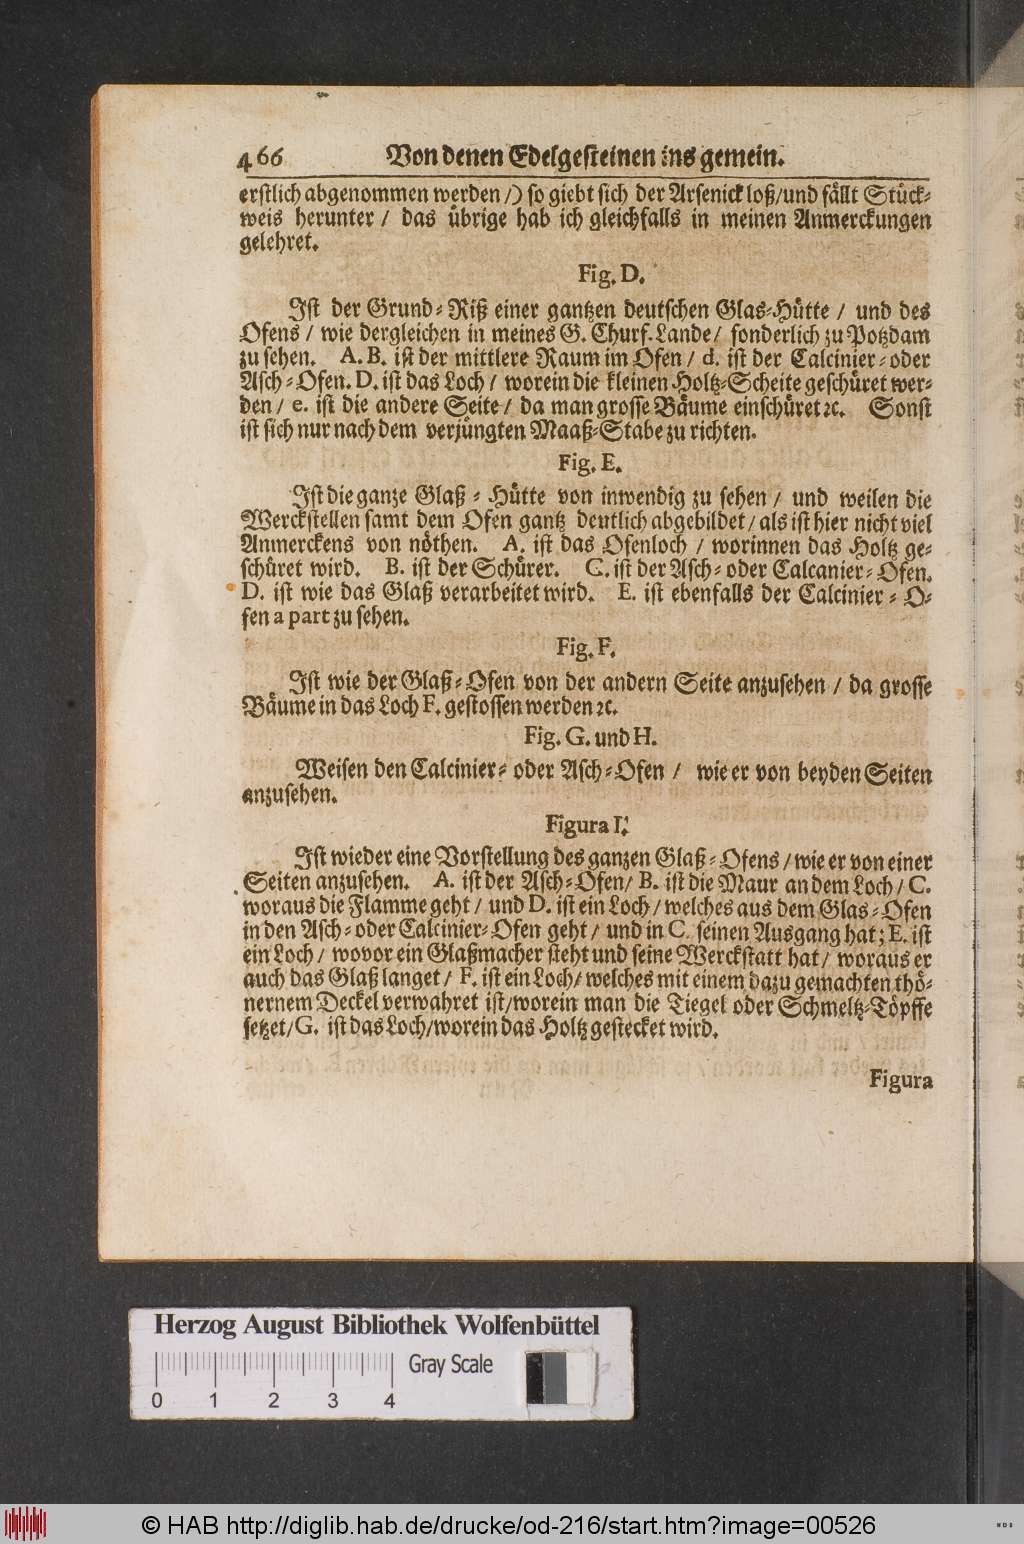 466 Von denen Edelgesteinen ins gemein.
erstlich abgenommen werden /) so giebt sich der Arsenick loß/und fällt Stück-
weis herunter / das übrige hab ich gleichfalls in meinen Anmerckungen
gelehret.
Fig. D.
Ist der Grund-Riß einer gantzen deutschen Glas-Hütte / und des
Ofens / wie dergleichen in meines G. Churf. Lande / sonderlich zu Potzdam
zu sehen. A. B. ist der mittlere Raum im Ofen / d. ist der Calcinier- oder
Asch-Ofen. D. ist das Loch / worein die kleinen Holtz-Scheite geschüret wer-
den / e. ist die andere Seite / da man grosse Bäume einschüret ꝛc. Sonst
ist sich nur nach dem verjüngten Maaß-Stabe zu richten.
Fig. E.
Ist die ganze Glaß-Hütte von inwendig zu sehen / und weilen die
Werckstellen samt dem Ofen gantz deutlich abgebildet / als ist hier nicht viel
Anmerckens von nöthen. A. ist das Ofenloch / worinnen das Holtz ge-
schüret wird. B. ist der Schürer. C. ist der Asch- oder Calcanier-Ofen.
D. ist wie das Glaß verarbeitet wird. E. ist ebenfalls der Calcinier-O-
fen a part zu sehen.
Fig. F.
Ist wie der Glaß-Ofen von der andern Seite anzusehen / da grosse
Bäume in das Loch F. gestossen werden ꝛc.
Fig. G. und H.
Weisen den Calcinier- oder Asch-Ofen / wie er von beyden Seiten
anzusehen.
Figura I.
Ist wieder eine Vorstellung des ganzen Glaß-Ofens / wie er von einer
Seiten anzusehen. A. ist der Asch-Ofen / B. ist die Maur an dem Loch / C.
woraus die Flamme geht / und D. ist ein Loch / welches aus dem Glas-Ofen
in den Asch- oder Calcinier-Ofen geht / und in C. seinen Ausgang hat; E. ist
ein Loch / wovor ein Glaßmacher steht und seine Werckstatt hat / woraus er
auch das Glaß langet / F. ist ein Loch / welches mit einem dazu gemachten thö-
nernem Deckel verwahret ist / worein man die Tiegel oder Schmeltz-Töpffe
setzet / G. ist das Loch / worein das Holtz gestecket wird.
Figura
Herzog August Bibliothek Wolfenbüttel
Gray Scale
0 1 2 3 4
© HAB http://diglib.hab.de/drucke/od-216/start.htm?image=00526